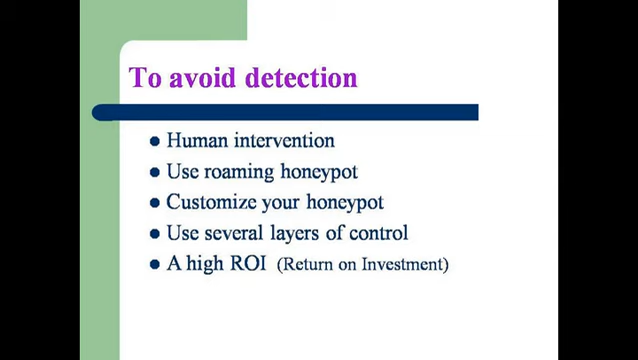 To avoid detection
Human intervention
Use roaming honeypot
Customize your honeypot
Use several layers of control
A high ROI (Return on Investment)